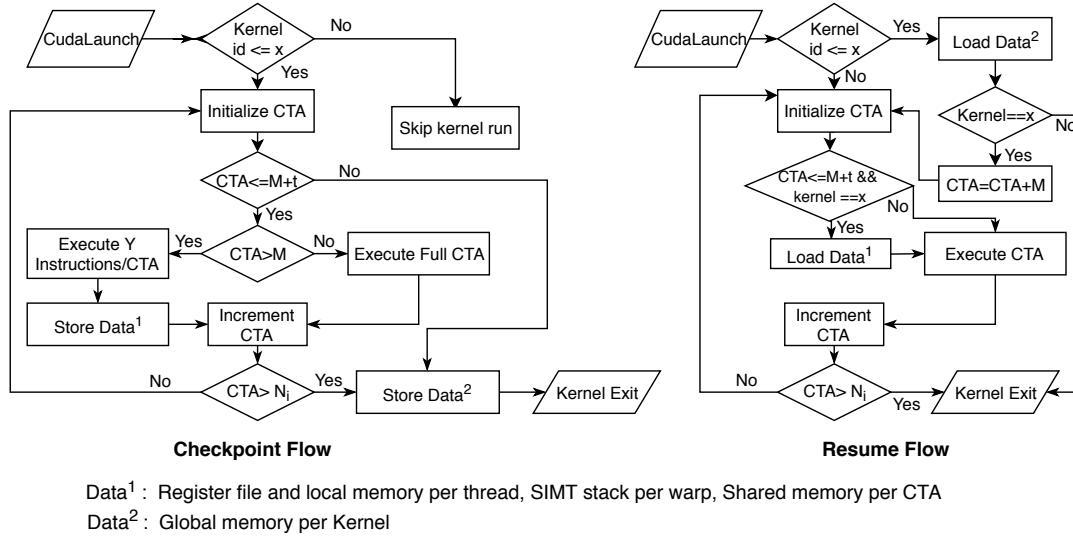 CudaLaunch
Kernel
id <= x
No
Yes
Initialize CTA
Skip kernel run
CTA<=M+t
No
Yes
Execute Y
Instructions/CTA
Yes
CTA>M
No
Execute Full CTA
Store Data1
Increment
CTA
No
CTA> Ni
Yes
Store Data2
Kernel Exit
Checkpoint Flow
CudaLaunch
Kernel
id <= x
Yes
Load Data2
No
Initialize CTA
Kernel==x
No
Yes
CTA=CTA+M
CTA<=M+t &&
kernel ==x
No
Yes
Load Data1
Execute CTA
Increment
CTA
No
CTA> Ni
Yes
Kernel Exit
Resume Flow
Data1 : Register file and local memory per thread, SIMT stack per warp, Shared memory per CTA
Data2 : Global memory per Kernel